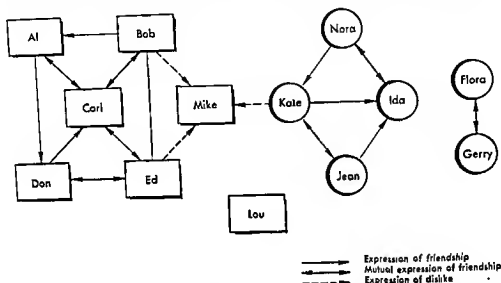 Al
Bob
Nora
Carl
Mike
Kate
Ida
Flora
Don
Ed
Jean
Gerry
Lou
Expression of friendship
Mutual expression of friendship
Expression of dislike